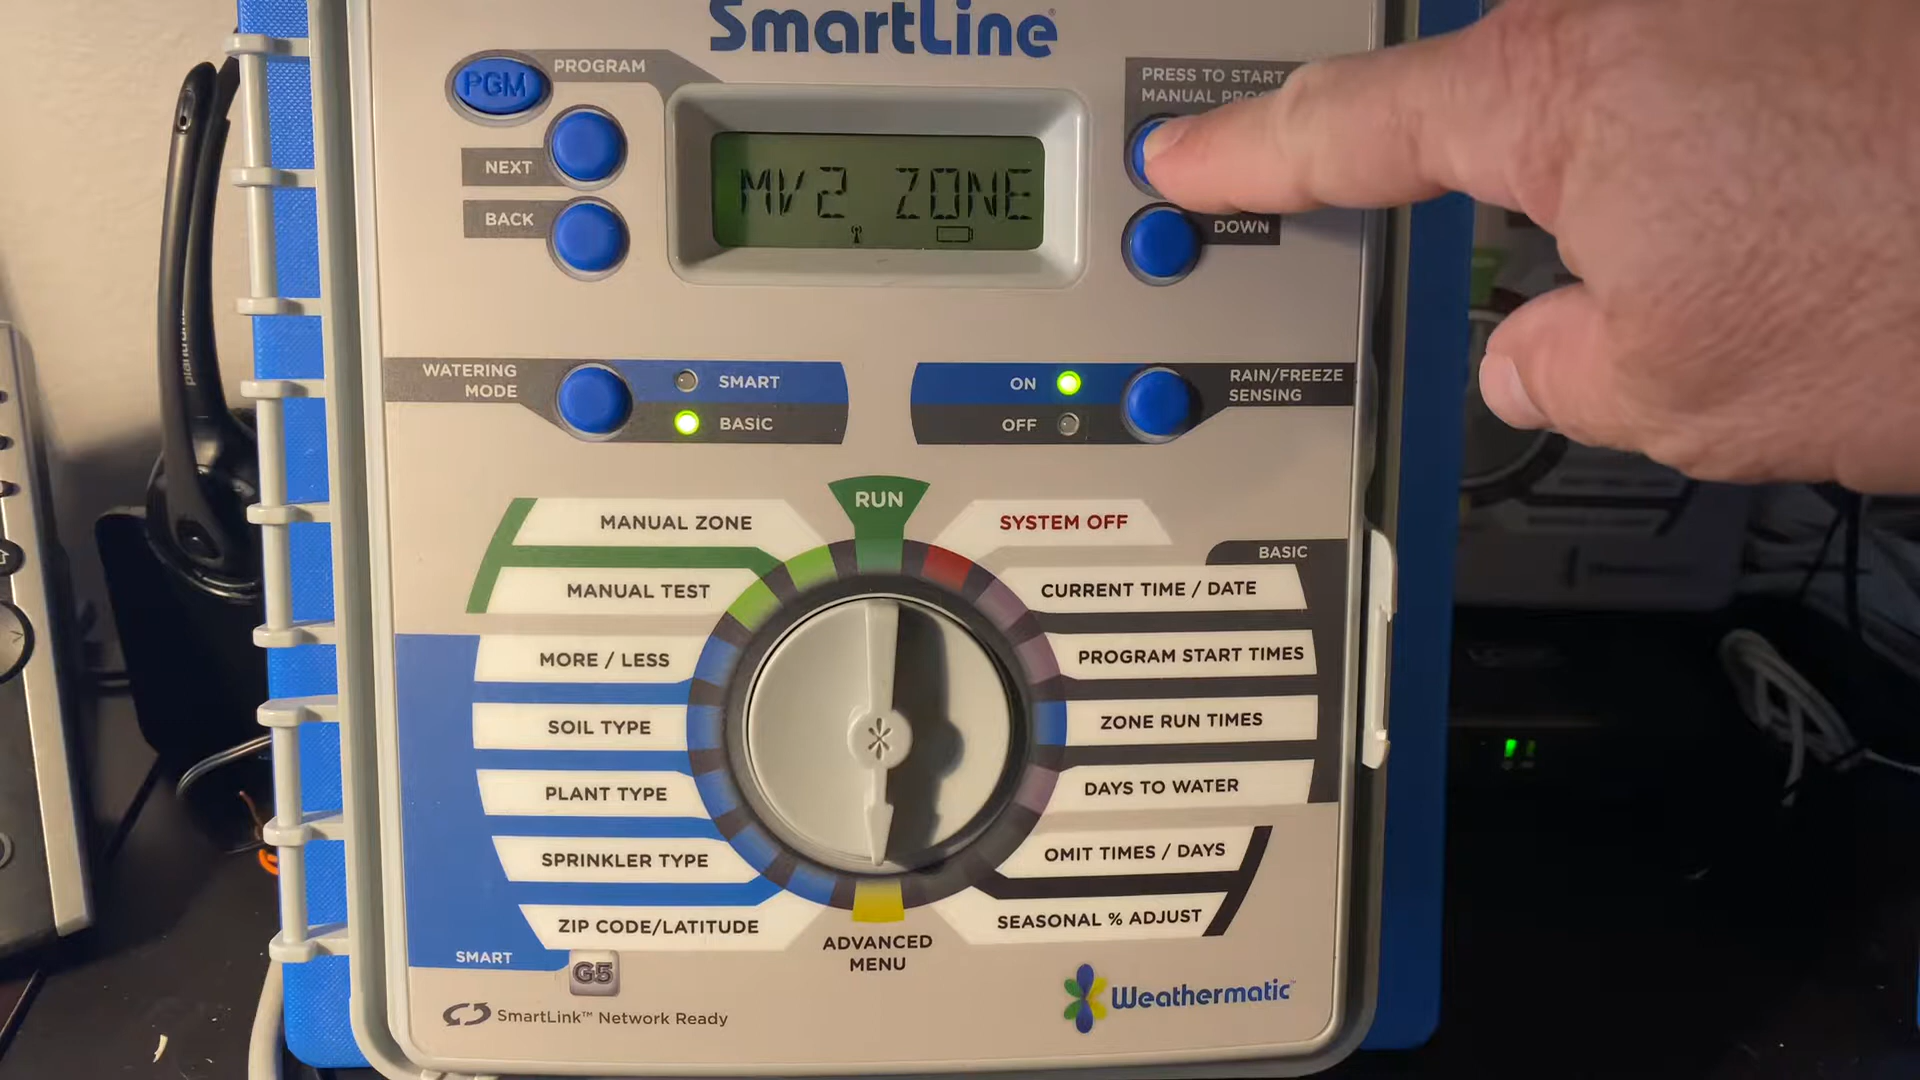 SmartLine®
PGM
PROGRAM
NEXT
BACK
MV2 ZONE
PRESS TO START
MANUAL
DOWN
WATERING
MODE
SMART
BASIC
ON
OFF
RAIN/FREEZE
SENSING
RUN
MANUAL ZONE
MANUAL TEST
MORE / LESS
SOIL TYPE
PLANT TYPE
SPRINKLER TYPE
ZIP CODE/LATITUDE
SMART
SYSTEM OFF
BASIC
CURRENT TIME / DATE
PROGRAM START TIMES
ZONE RUN TIMES
DAYS TO WATER
OMIT TIMES / DAYS
SEASONAL % ADJUST
ADVANCED
MENU
G5
SmartLink™ Network Ready
Weathermatic™
plantronics